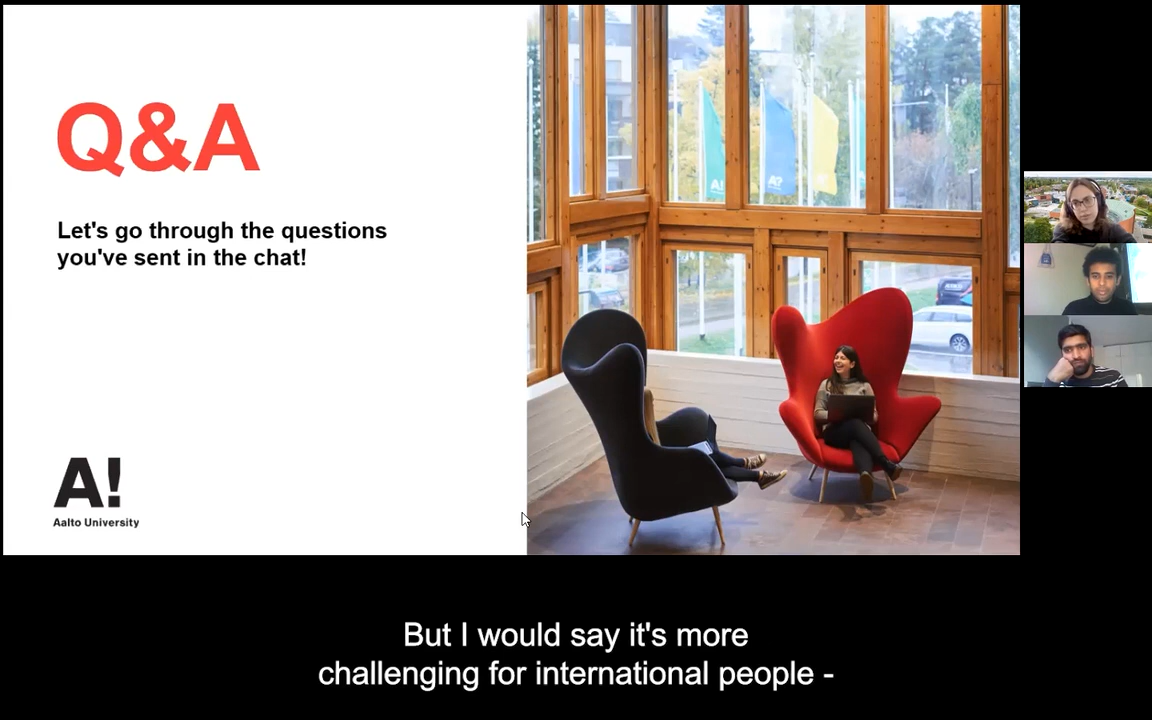 Q&A
Let's go through the questions
you've sent in the chat!
A!
A?
A!
Aalto University
But I would say it's more
challenging for international people -